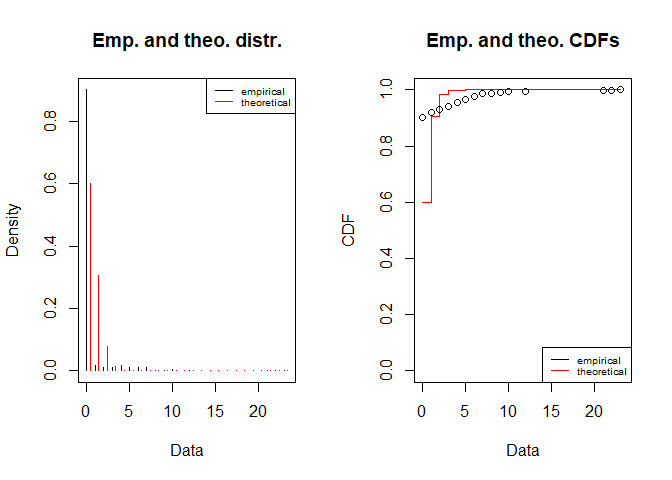 Emp. and theo. distr.
empirical
theoretical
Density
0.0 0.2 0.4 0.6 0.8
0 5 10 15 20
Data
Emp. and theo. CDFs
CDF
0.0 0.2 0.4 0.6 0.8 1.0
empirical
theoretical
0 5 10 15 20
Data